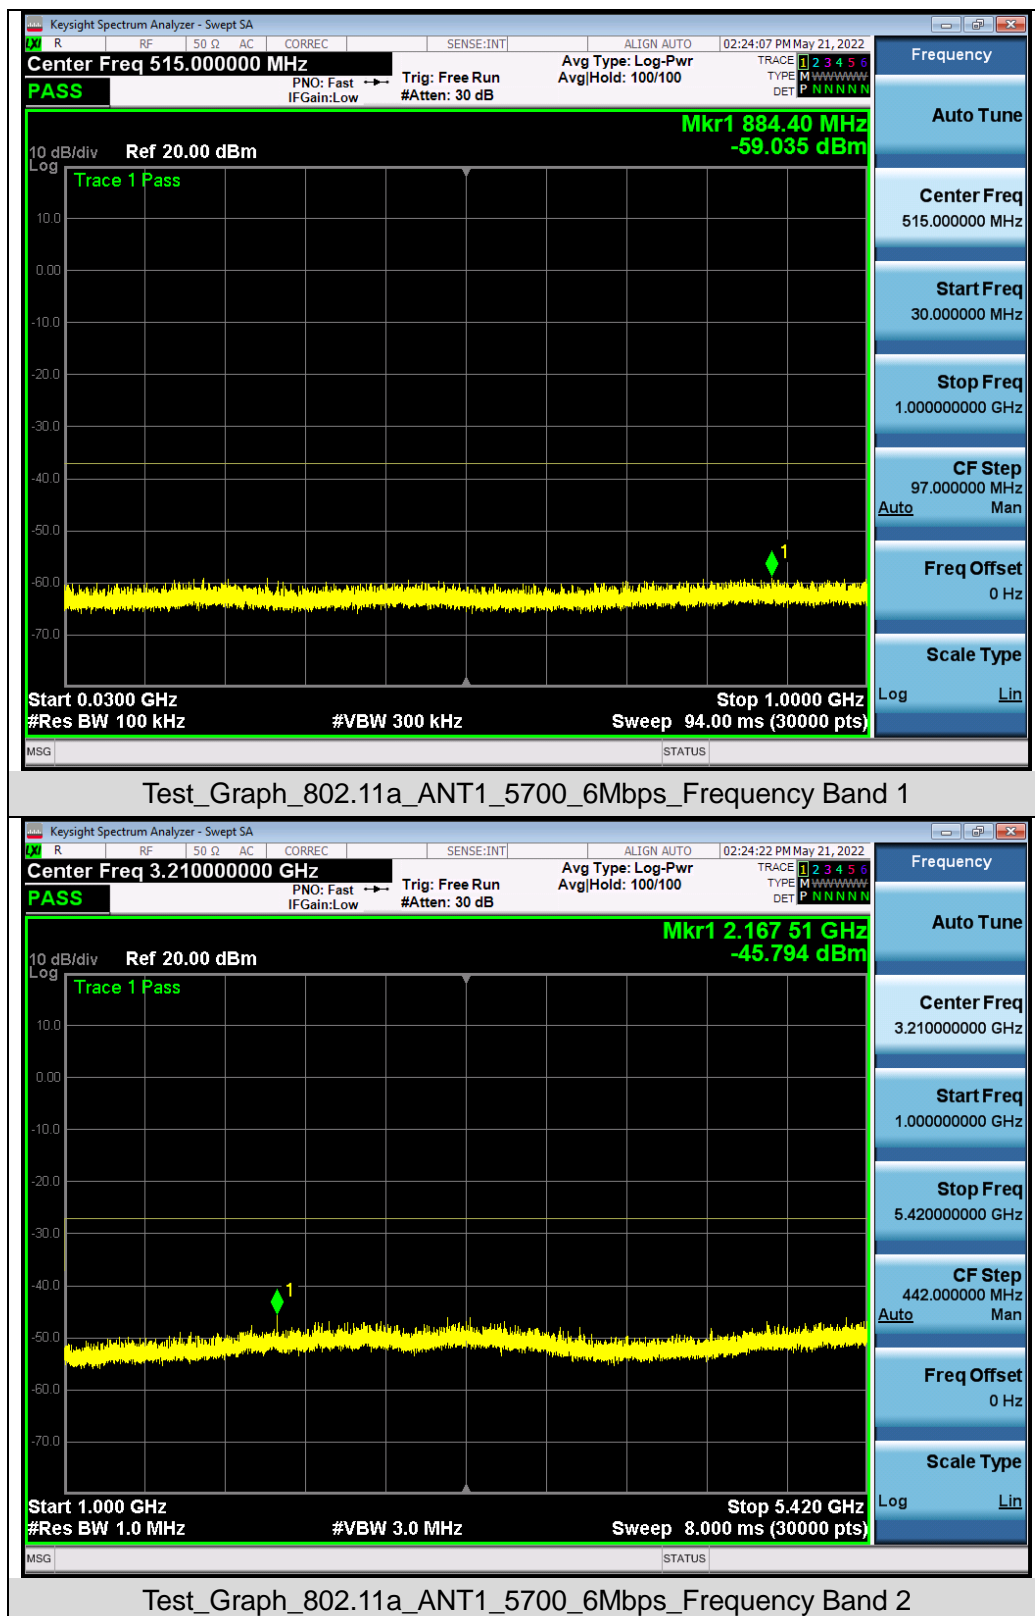 Keysight Spectrum Analyzer - Swept SA
LXI R RF 50 Ω AC CORREC SENSE:INT ALIGN AUTO 02:24:07 PM May 21, 2022
Center Freq 515.000000 MHz Avg Type: Log-Pwr TRACE 1 2 3 4 5 6
PNO: Fast Trig: Free Run Avg|Hold: 100/100 TYPE M WWWWW
PASS IFGain:Low #Atten: 30 dB DET P N N N N N
Frequency
Mkr1 884.40 MHz
-59.035 dBm
10 dB/div Ref 20.00 dBm
Log
Trace 1 Pass
10.0
0.00
-10.0
-20.0
-30.0
-40.0
-50.0
1
-60.0
-70.0
Start 0.0300 GHz Stop 1.0000 GHz
#Res BW 100 kHz #VBW 300 kHz Sweep 94.00 ms (30000 pts)
MSG STATUS
Auto Tune
Center Freq
515.000000 MHz
Start Freq
30.000000 MHz
Stop Freq
1.000000000 GHz
CF Step
97.000000 MHz
Auto Man
Freq Offset
0 Hz
Scale Type
Log Lin
Test_Graph_802.11a_ANT1_5700_6Mbps_Frequency Band 1
Keysight Spectrum Analyzer - Swept SA
LXI R RF 50 Ω AC CORREC SENSE:INT ALIGN AUTO 02:24:22 PM May 21, 2022
Center Freq 3.210000000 GHz Avg Type: Log-Pwr TRACE 1 2 3 4 5 6
PNO: Fast Trig: Free Run Avg|Hold: 100/100 TYPE M WWWWW
PASS IFGain:Low #Atten: 30 dB DET P N N N N N
Frequency
Mkr1 2.167 51 GHz
-45.794 dBm
10 dB/div Ref 20.00 dBm
Log
Trace 1 Pass
10.0
0.00
-10.0
-20.0
-30.0
-40.0
1
-50.0
-60.0
-70.0
Start 1.000 GHz Stop 5.420 GHz
#Res BW 1.0 MHz #VBW 3.0 MHz Sweep 8.000 ms (30000 pts)
MSG STATUS
Auto Tune
Center Freq
3.210000000 GHz
Start Freq
1.000000000 GHz
Stop Freq
5.420000000 GHz
CF Step
442.000000 MHz
Auto Man
Freq Offset
0 Hz
Scale Type
Log Lin
Test_Graph_802.11a_ANT1_5700_6Mbps_Frequency Band 2